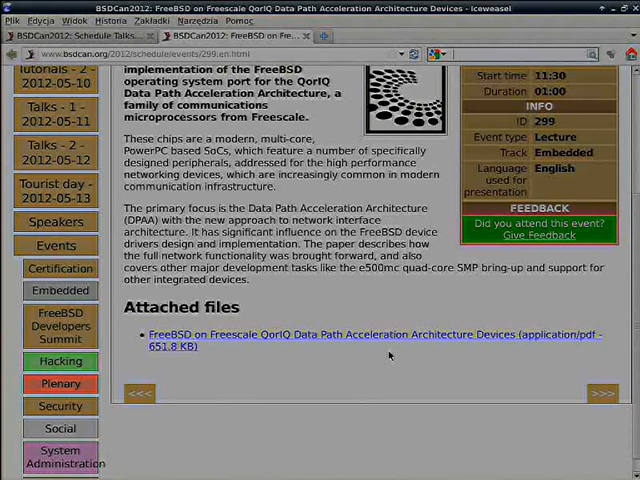 BSDCan2012: FreeBSD on Freescale QorIQ Data Path Acceleration Architecture Devices - Iceweasel
Plik Edycja Widok Historia Zakładki Narzędzia Pomoc
BSDCan2012: Schedule Talks...
BSDCan2012: FreeBSD on Fre...
www.bsdcan.org/2012/schedule/events/299.en.html
Tutorials - 2 -
2012-05-10
Talks - 1 -
2012-05-11
Talks - 2 -
2012-05-12
Tourist day -
2012-05-13
Speakers
Events
Certification
Embedded
FreeBSD
Developers
Summit
Hacking
Plenary
Security
Social
System
Administration
implementation of the FreeBSD
operating system port for the QorIQ
Data Path Acceleration Architecture, a
family of communications
microprocessors from Freescale.
These chips are a modern, multi-core,
PowerPC based SoCs, which feature a number of specifically
designed peripherals, addressed for the high performance
networking devices, which are increasingly common in modern
communication infrastructure.
The primary focus is the Data Path Acceleration Architecture
(DPAA) with the new approach to network interface
architecture. It has significant influence on the FreeBSD device
drivers design and implementation. The paper describes how
the full network functionality was brought forward, and also
covers other major development tasks like the e500mc quad-core SMP bring-up and support for
other integrated devices.
Attached files
• FreeBSD on Freescale QorIQ Data Path Acceleration Architecture Devices (application/pdf -
651.8 KB)
<<<
>>>
Start time 11:30
Duration 01:00
INFO
ID 299
Event type Lecture
Track Embedded
Language
used for
presentation
English
FEEDBACK
Did you attend this event?
Give Feedback